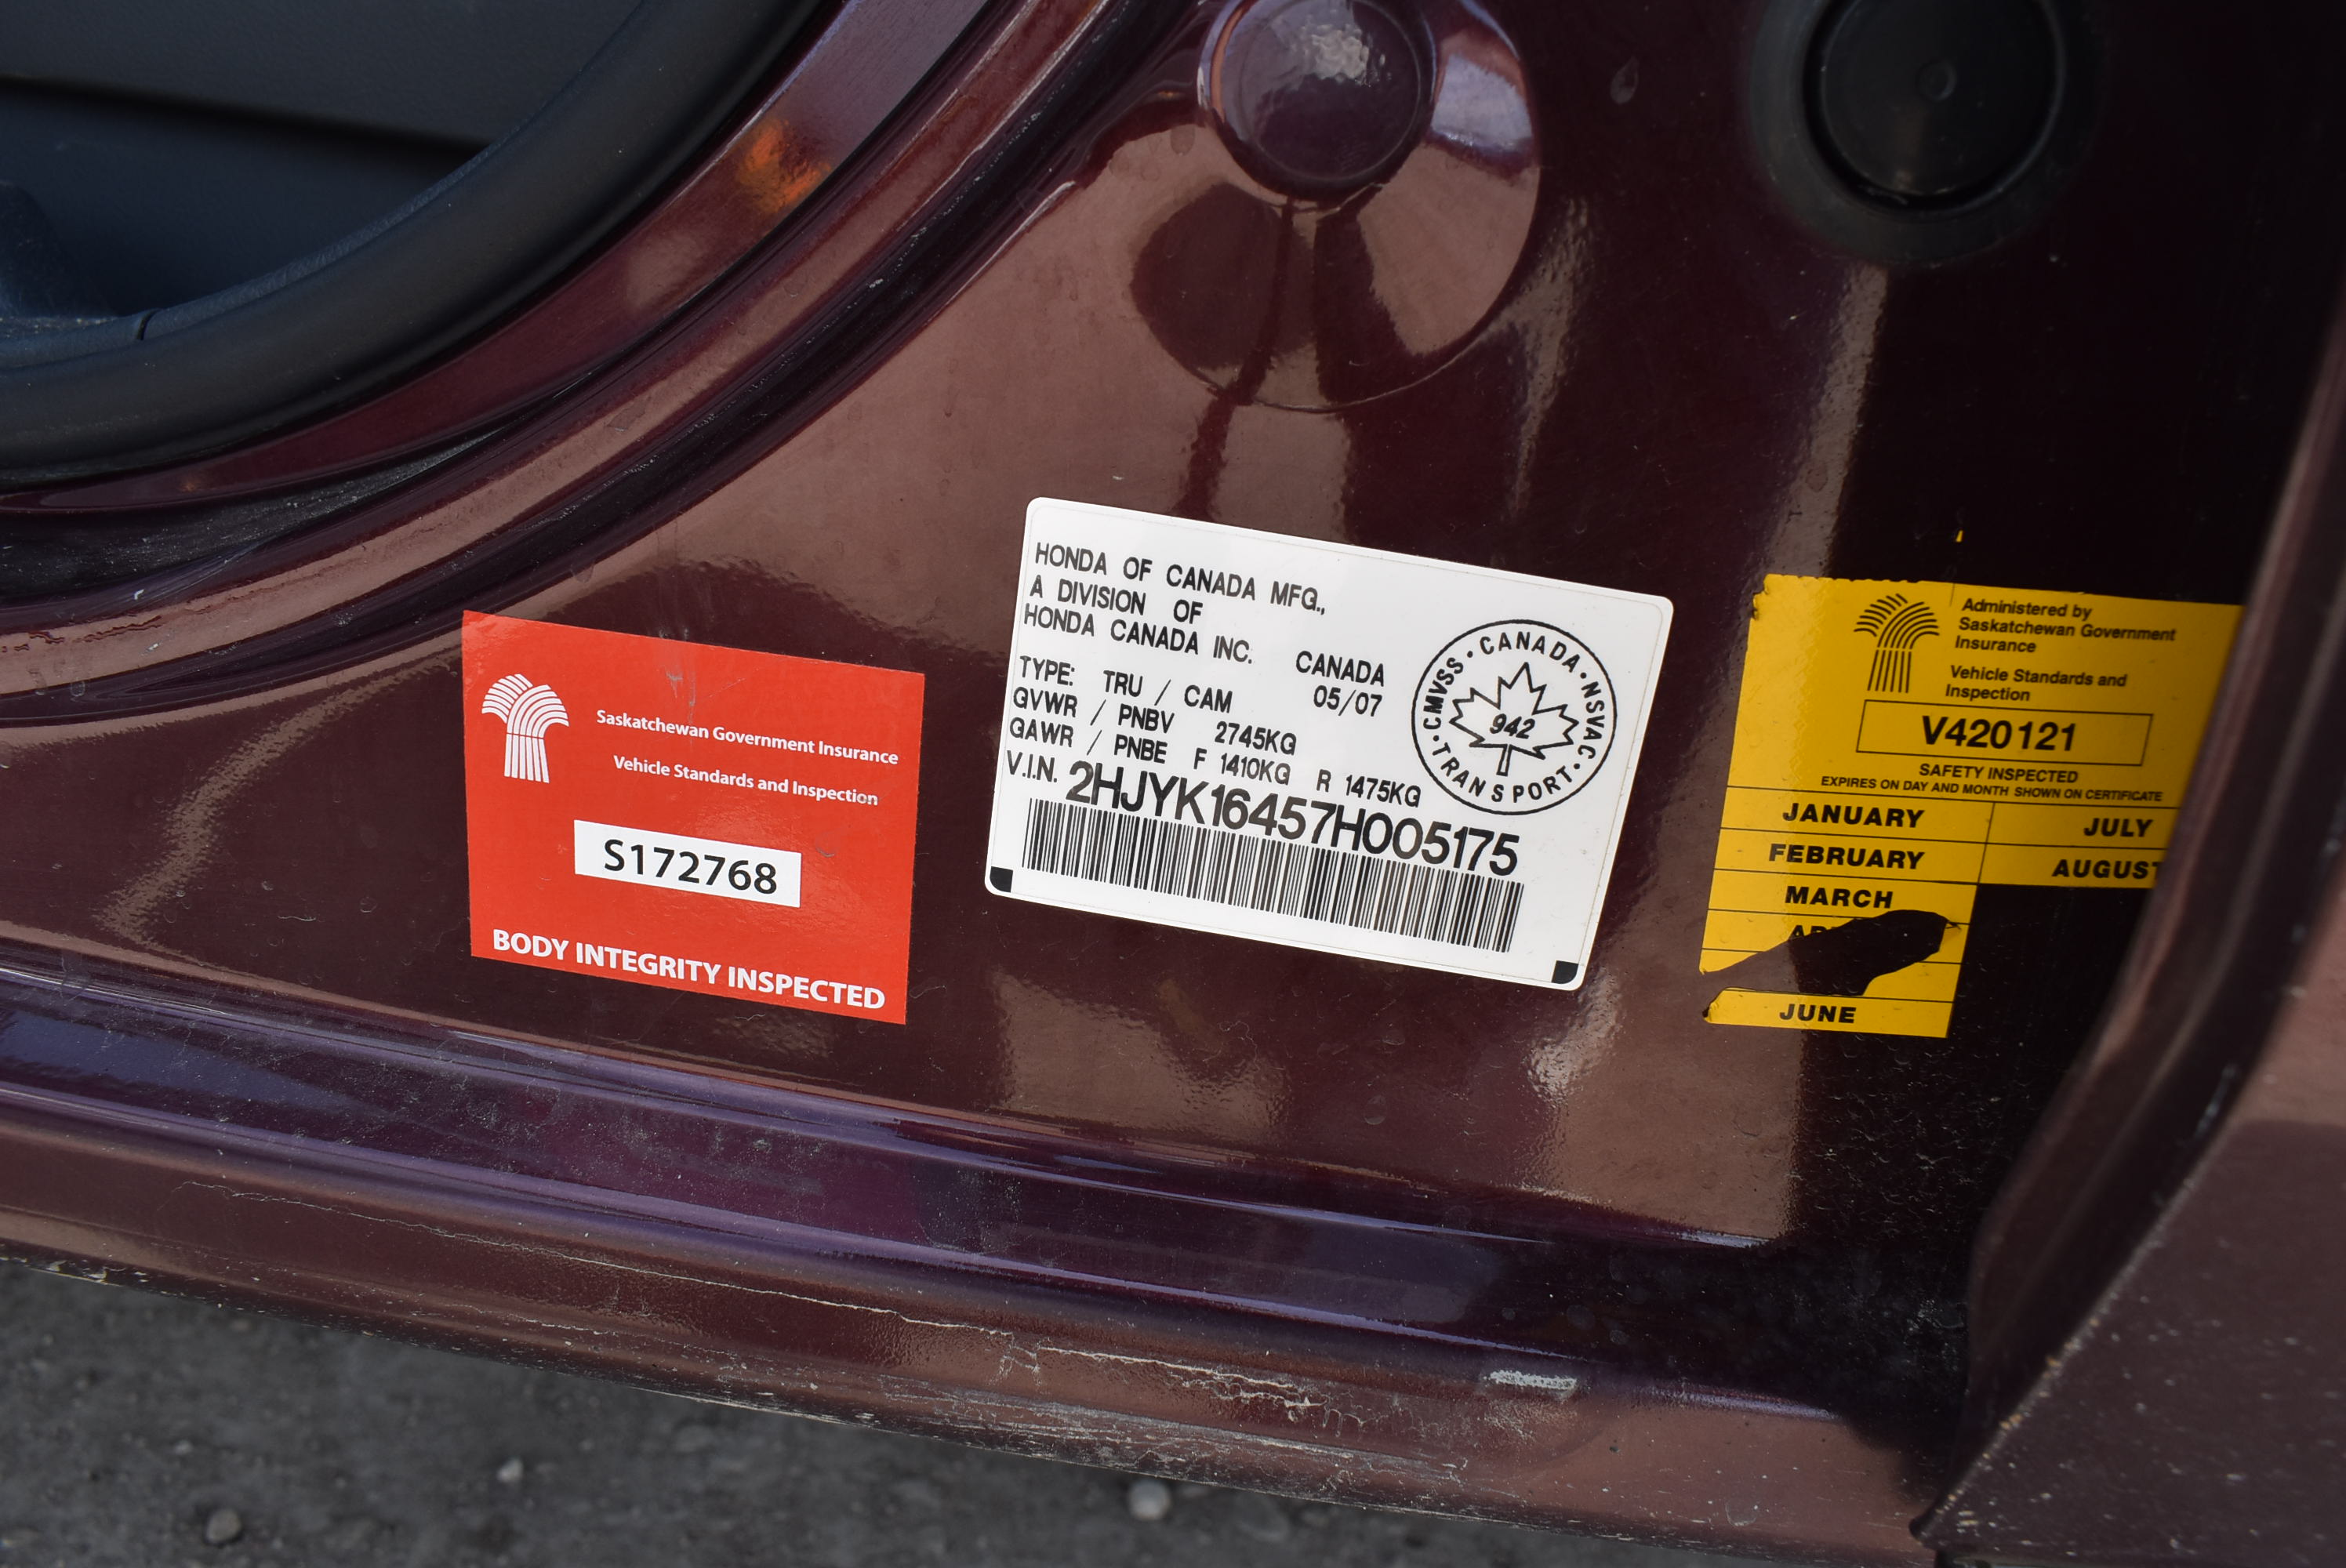 Saskatchewan Government Insurance
Vehicle Standards and Inspection
S172768
BODY INTEGRITY INSPECTED
HONDA OF CANADA MFG.,
A DIVISION OF
HONDA CANADA INC. CANADA
TYPE: TRU / CAM 05/07
GVWR / PNBV 2745KG
GAWR / PNBE F 1410KG R 1475KG
V.I.N. 2HJYK16457H005175
CMVSS • CANADA • NSVAC • TRANSPORT •
942
Administered by
Saskatchewan Government
Insurance
Vehicle Standards and
Inspection
V420121
SAFETY INSPECTED
EXPIRES ON DAY AND MONTH SHOWN ON CERTIFICATE
JANUARY JULY
FEBRUARY AUGUST
MARCH
JUNE